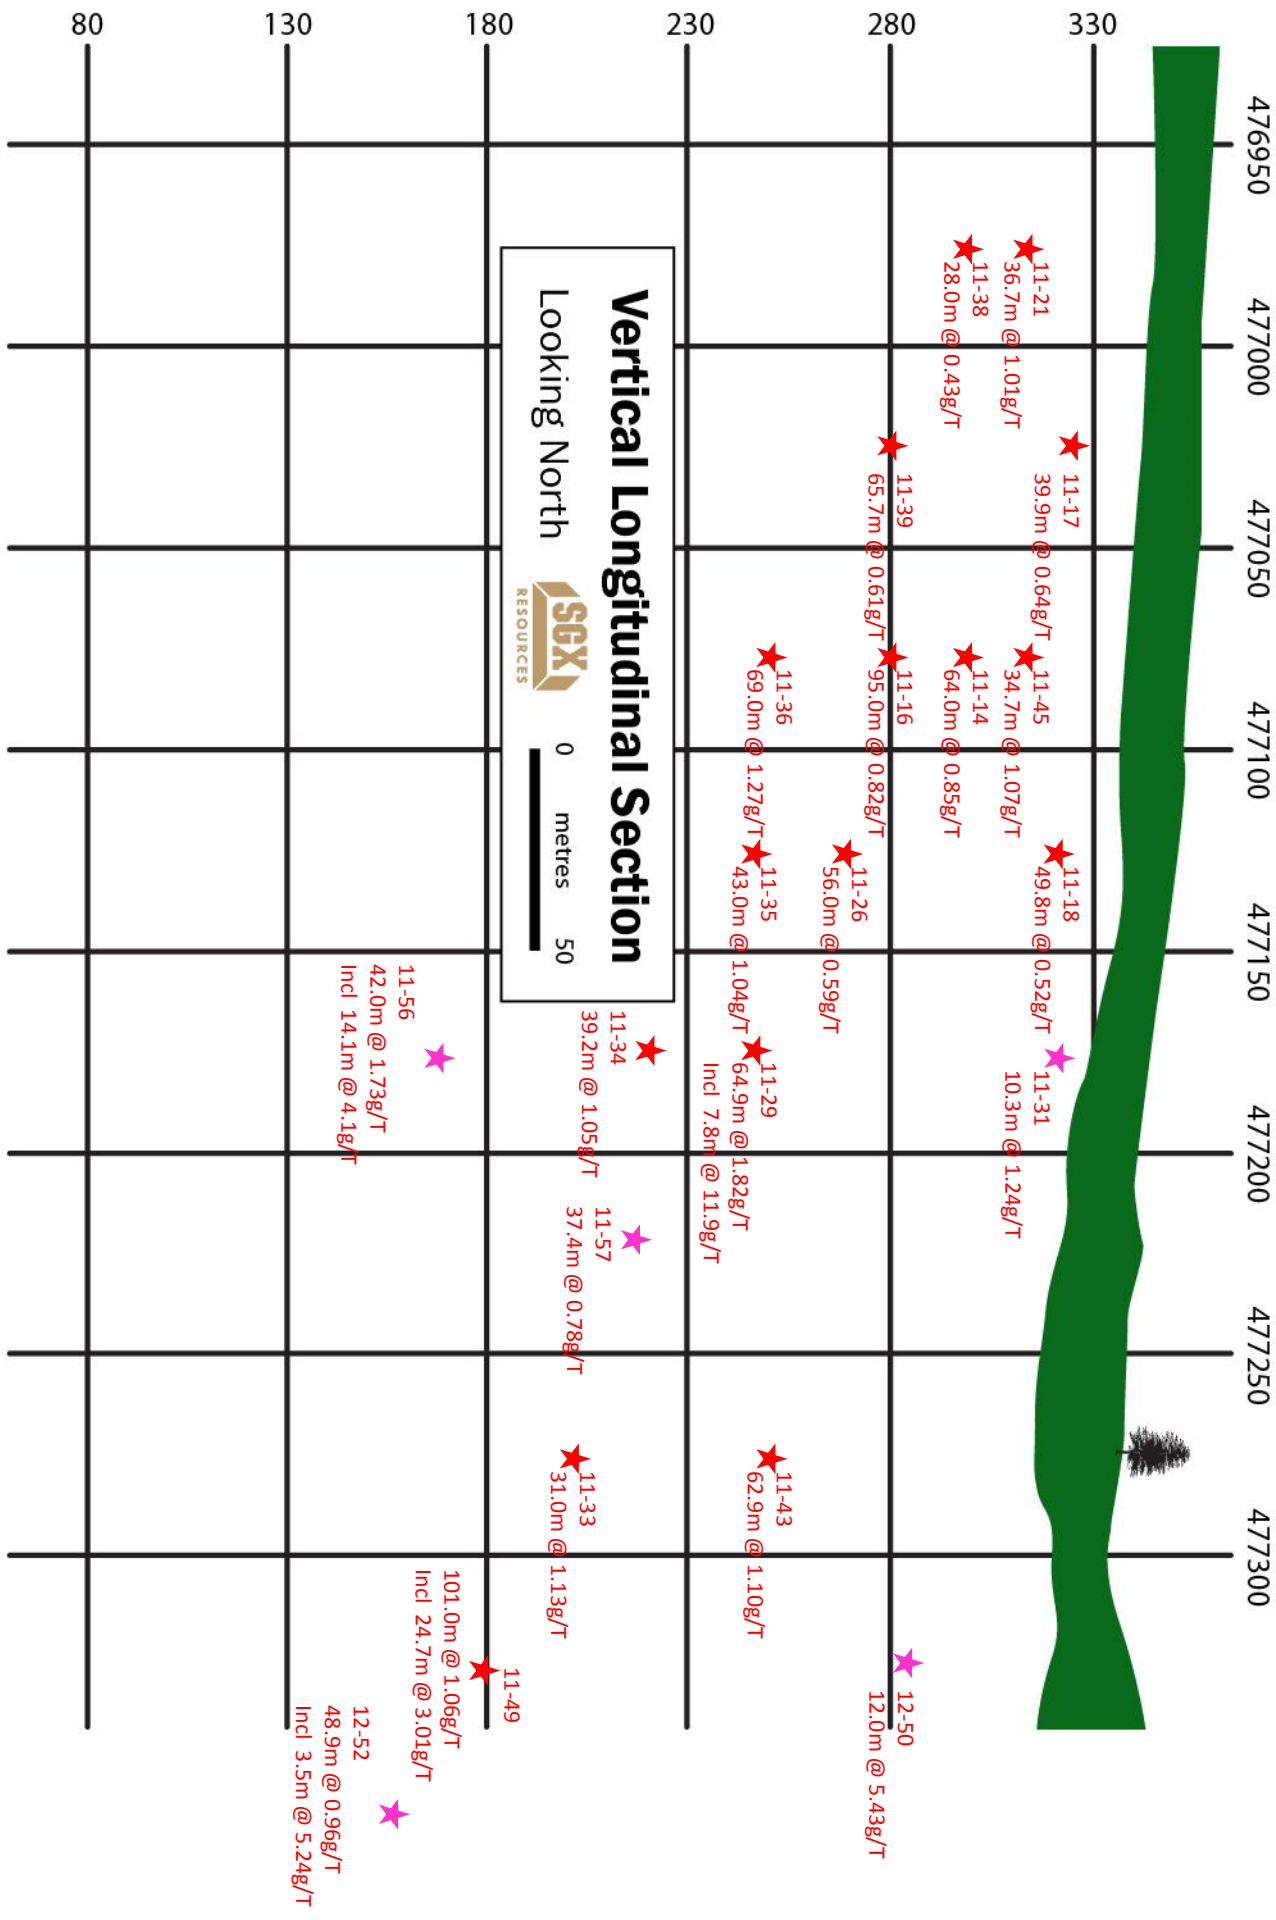 80
130
180
230
280
330
476950
477000
477050
477100
477150
477200
477250
477300
11-21
36.7m @ 1.01g/T
11-38
28.0m @ 0.43g/T
11-17
39.9m @ 0.64g/T
11-39
65.7m @ 0.61g/T
11-45
34.7m @ 1.07g/T
11-14
64.0m @ 0.85g/T
11-16
95.0m @ 0.82g/T
11-36
69.0m @ 1.27g/T
11-18
49.8m @ 0.52g/T
11-26
56.0m @ 0.59g/T
11-35
43.0m @ 1.04g/T
11-31
10.3m @ 1.24g/T
11-29
64.9m @ 1.82g/T
Incl 7.8m @ 11.9g/T
11-34
39.2m @ 1.05g/T
11-56
42.0m @ 1.73g/T
Incl 14.1m @ 4.1g/T
11-57
37.4m @ 0.78g/T
11-43
62.9m @ 1.10g/T
11-33
31.0m @ 1.13g/T
12-50
12.0m @ 5.43g/T
11-49
101.0m @ 1.06g/T
Incl 24.7m @ 3.01g/T
12-52
48.9m @ 0.96g/T
Incl 3.5m @ 5.24g/T
Vertical Longitudinal Section
Looking North
SGX
RESOURCES
0 metres 50